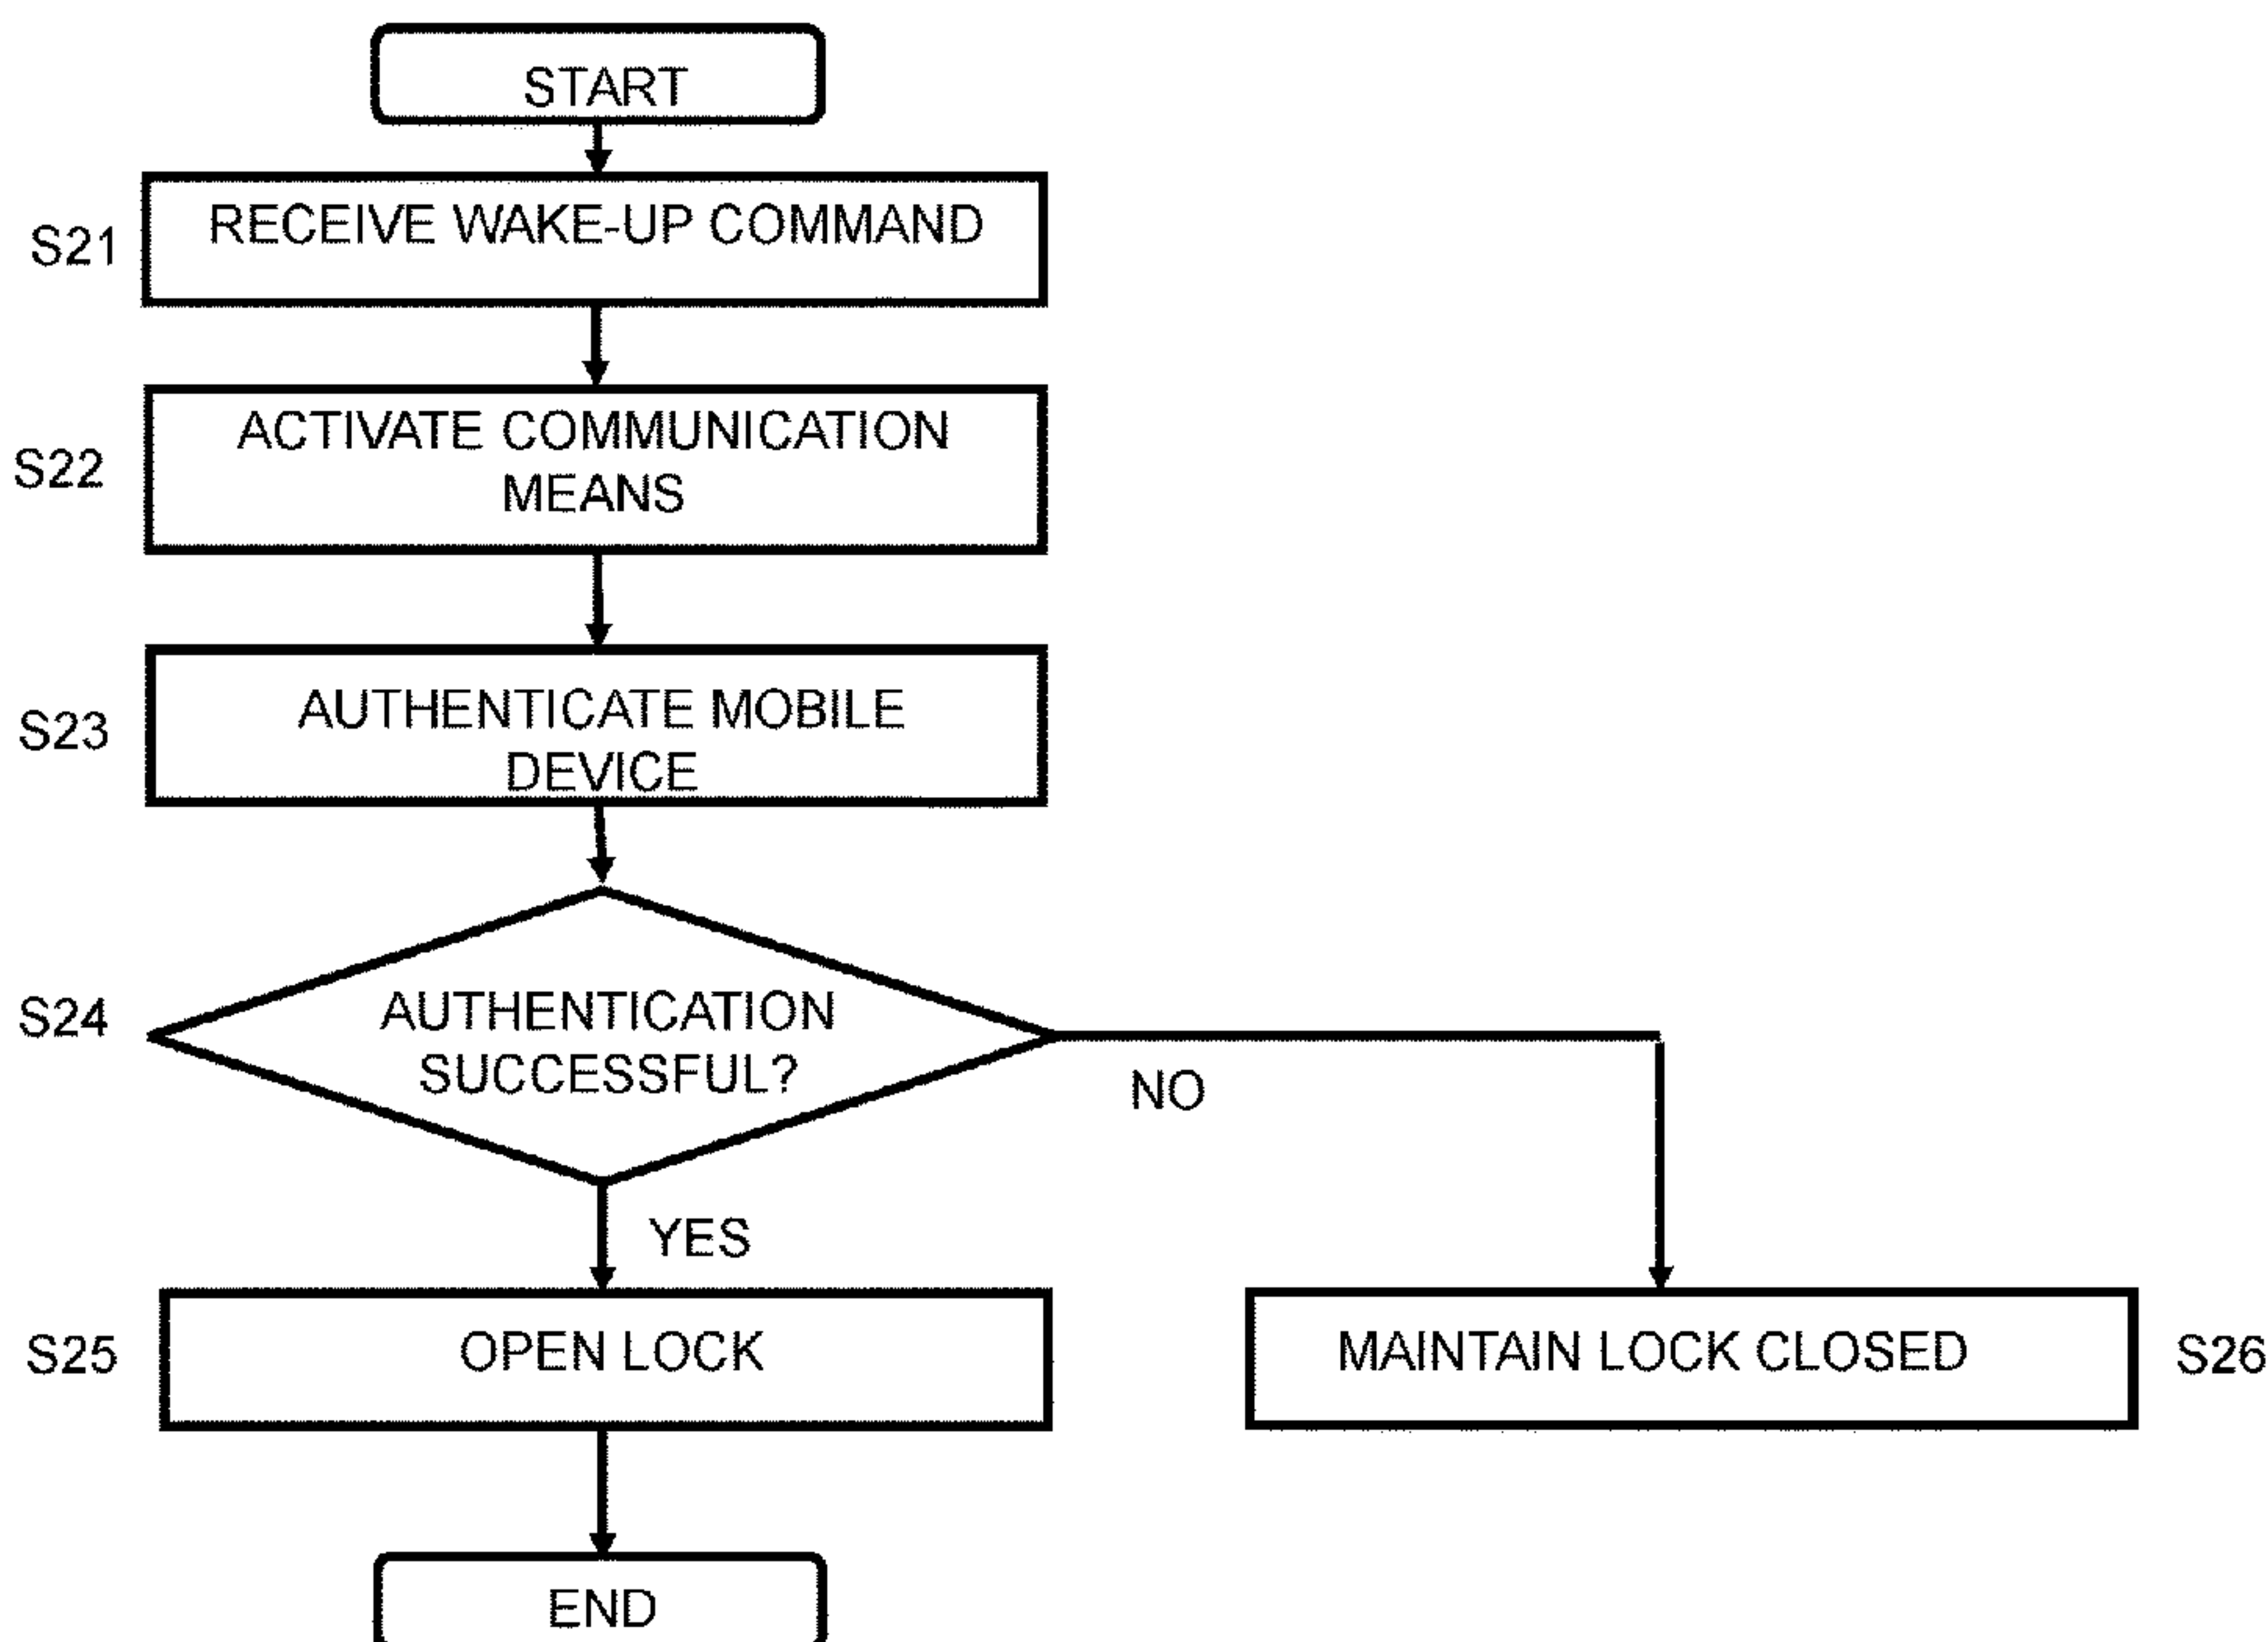 START
S21
RECEIVE WAKE-UP COMMAND
S22
ACTIVATE COMMUNICATION
MEANS
S23
AUTHENTICATE MOBILE
DEVICE
S24
AUTHENTICATION
SUCCESSFUL?
NO
YES
S25
OPEN LOCK
MAINTAIN LOCK CLOSED
S26
END